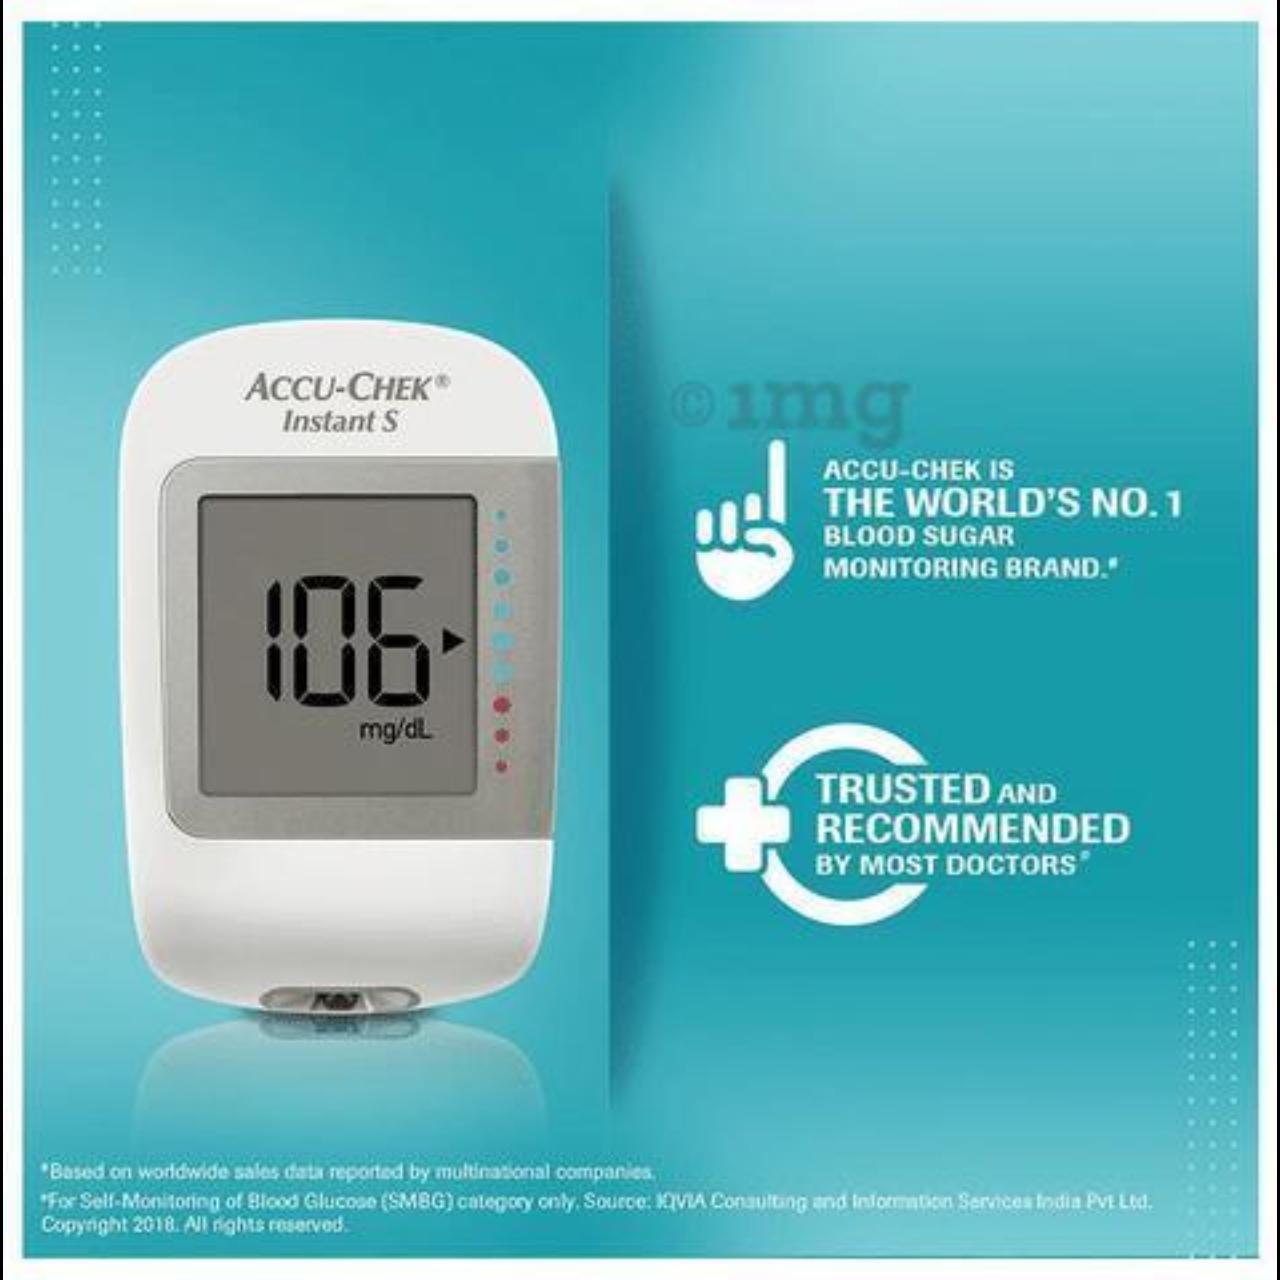 ACCU-CHEK®
Instant S
106
mg/dL
© 1mg
ACCU-CHEK IS
THE WORLD'S NO. 1
BLOOD SUGAR
MONITORING BRAND.#
TRUSTED AND
RECOMMENDED
BY MOST DOCTORS#
#Based on worldwide sales data reported by multinational companies.
#For Self-Monitoring of Blood Glucose (SMBG) category only. Source: IQVIA Consulting and Information Services India Pvt Ltd.
Copyright 2018. All rights reserved.